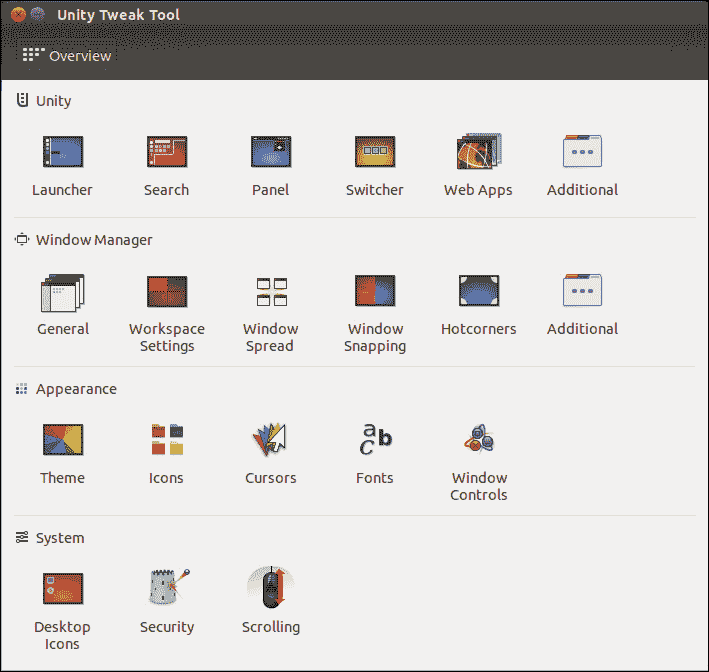 Unity Tweak Tool
Overview
Unity
Launcher Search Panel Switcher Web Apps Additional
Window Manager
General Workspace Settings Window Spread Window Snapping Hotcorners Additional
Appearance
Theme Icons Cursors Fonts Window Controls
System
Desktop Icons Security Scrolling